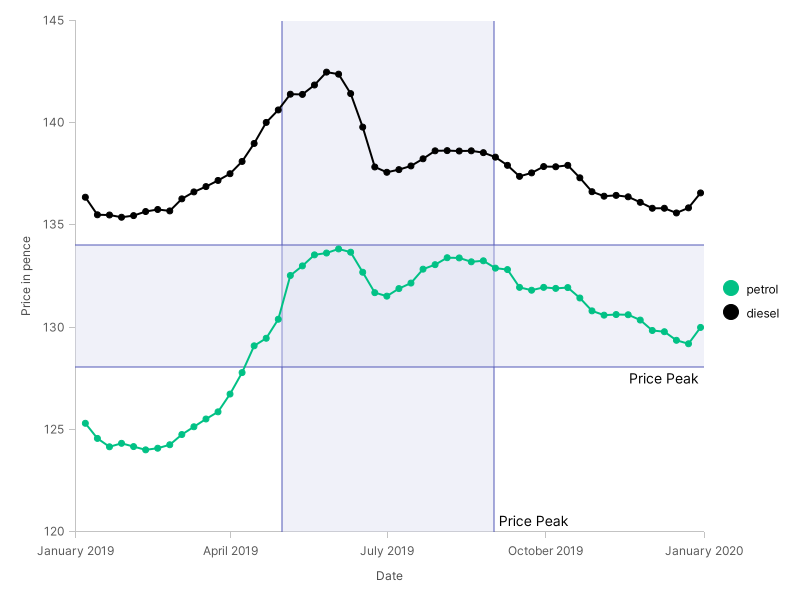 145
140
135
130
125
120
Price in pence
January 2019
April 2019
July 2019
October 2019
January 2020
Date
Price Peak
Price Peak
petrol
diesel